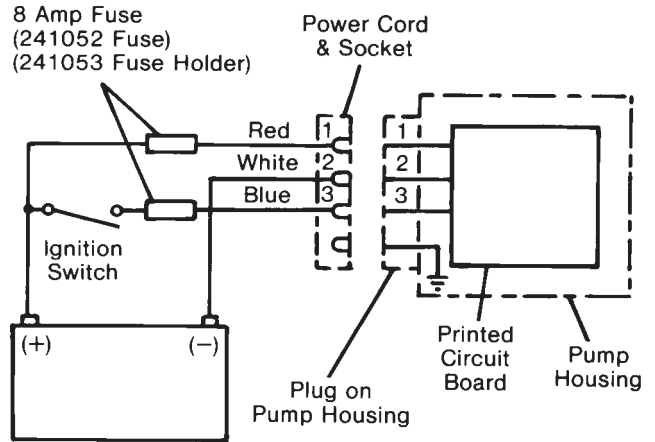 8 Amp Fuse
(241052 Fuse)
(241053 Fuse Holder)
Power Cord
& Socket
Red
1
1
White
2
2
Blue
3
3
Ignition
Switch
(+)
(−)
Plug on
Pump Housing
Printed
Circuit
Board
Pump
Housing